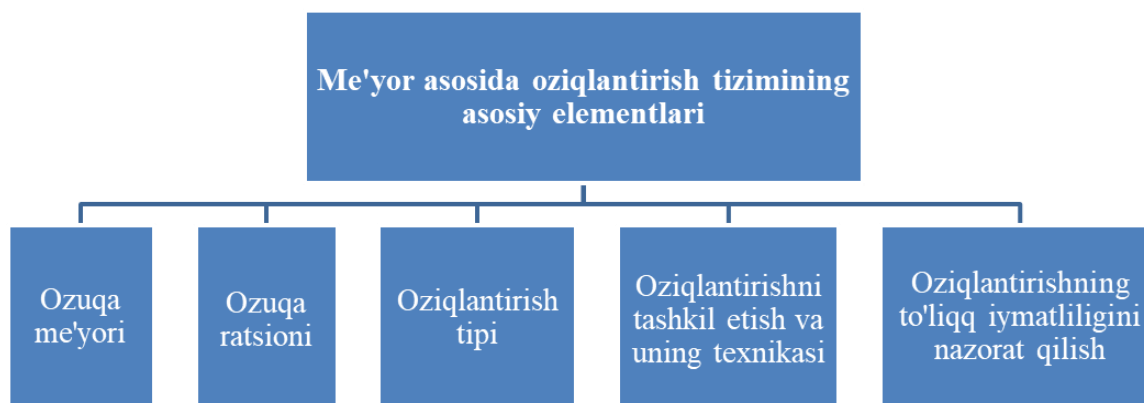 Me'yor asosida oziqlantirish tizimining
asosiy elementlari
Ozuqa
me'yori
Ozuqa
ratsioni
Oziqlantirish
tipi
Oziqlantirishni
tashkil etish va
uning texnikasi
Oziqlantirishning
to'liqq iymatliligini
nazorat qilish